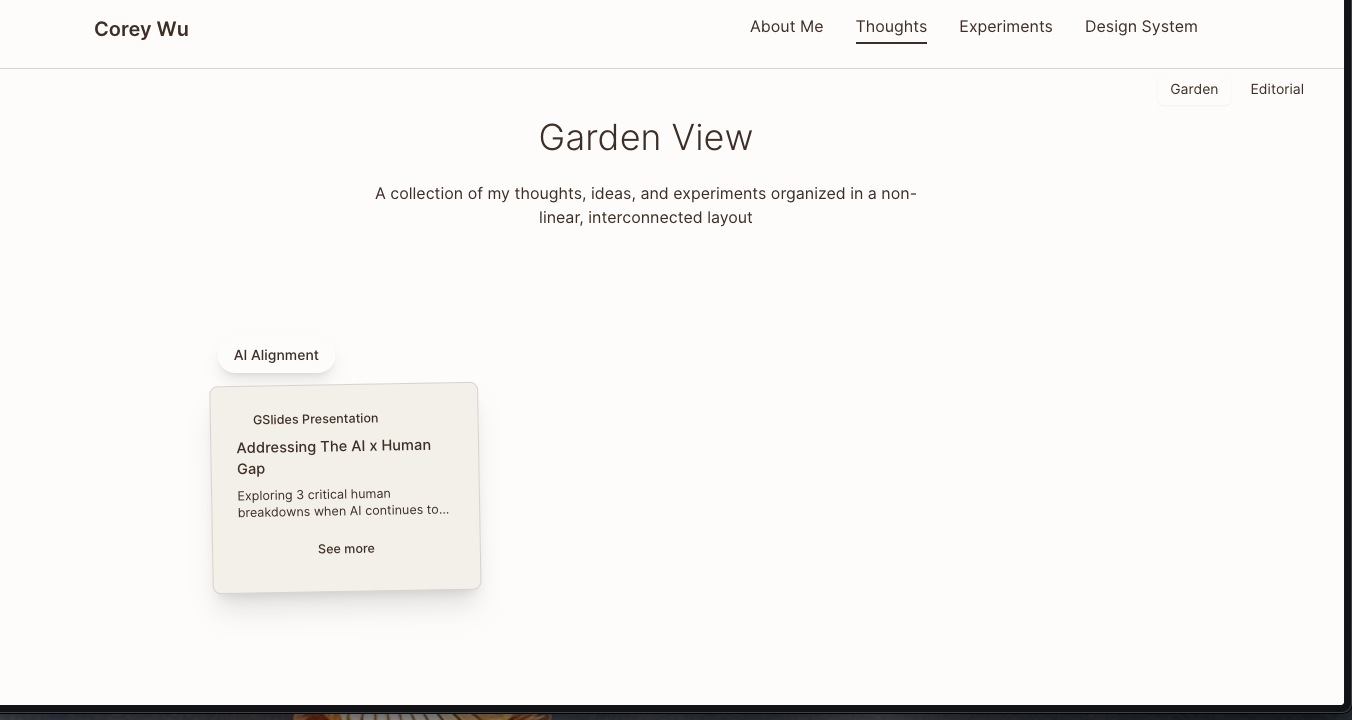 Corey Wu
About Me
Thoughts
Experiments
Design System
Garden
Editorial
Garden View
A collection of my thoughts, ideas, and experiments organized in a non-
linear, interconnected layout
AI Alignment
GSlides Presentation
Addressing The AI x Human
Gap
Exploring 3 critical human
breakdowns when AI continues to...
See more